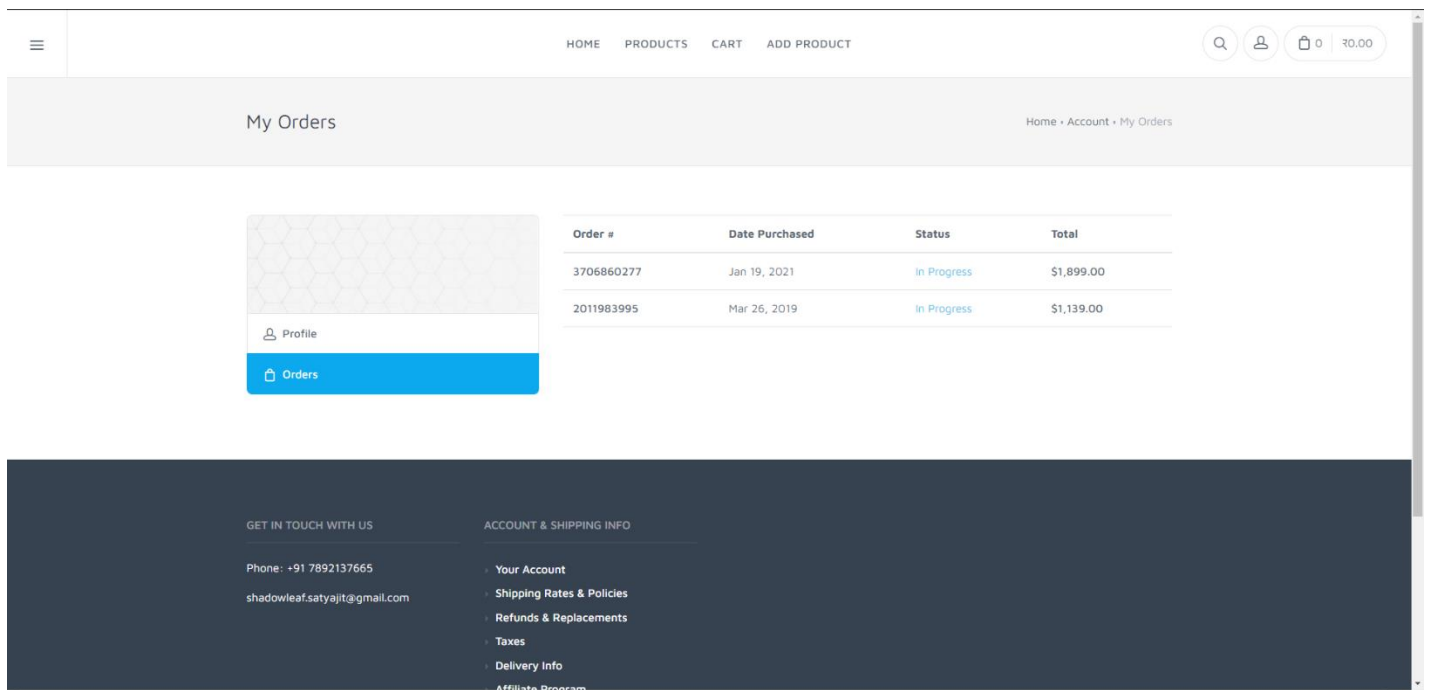 HOME PRODUCTS CART ADD PRODUCT 0 ₹0.00
My Orders Home • Account • My Orders
Order # Date Purchased Status Total
3706860277 Jan 19, 2021 In Progress $1,899.00
2011983995 Mar 26, 2019 In Progress $1,139.00
Profile
Orders
GET IN TOUCH WITH US
Phone: +91 7892137665
shadowleaf.satyajit@gmail.com
ACCOUNT & SHIPPING INFO
Your Account
Shipping Rates & Policies
Refunds & Replacements
Taxes
Delivery Info
Affiliate Program